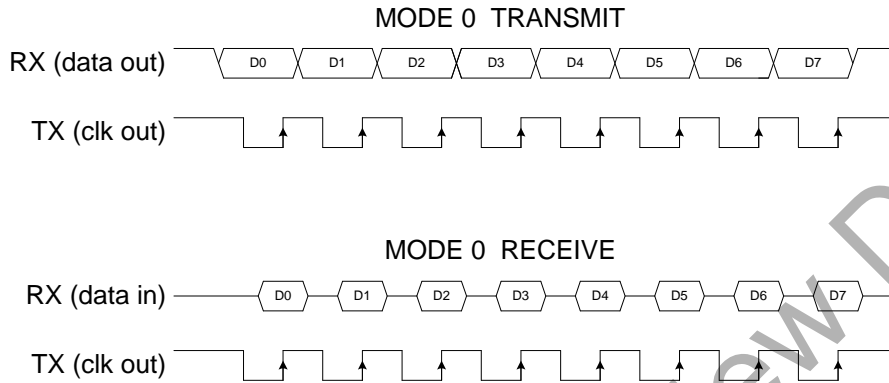 MODE 0 TRANSMIT
RX (data out) D0 D1 D2 D3 D4 D5 D6 D7
TX (clk out)
MODE 0 RECEIVE
RX (data in) D0 D1 D2 D3 D4 D5 D6 D7
TX (clk out)
ew D